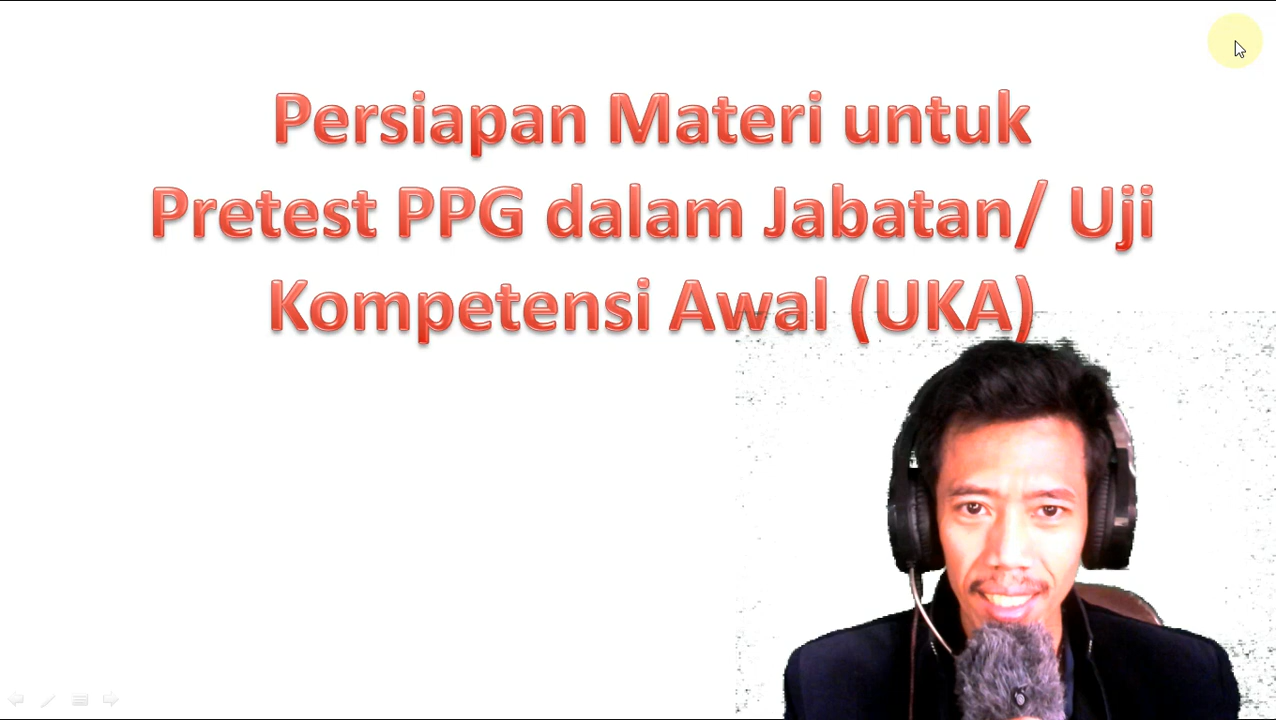 Persiapan Materi untuk
Pretest PPG dalam Jabatan/ Uji
Kompetensi Awal (UKA)